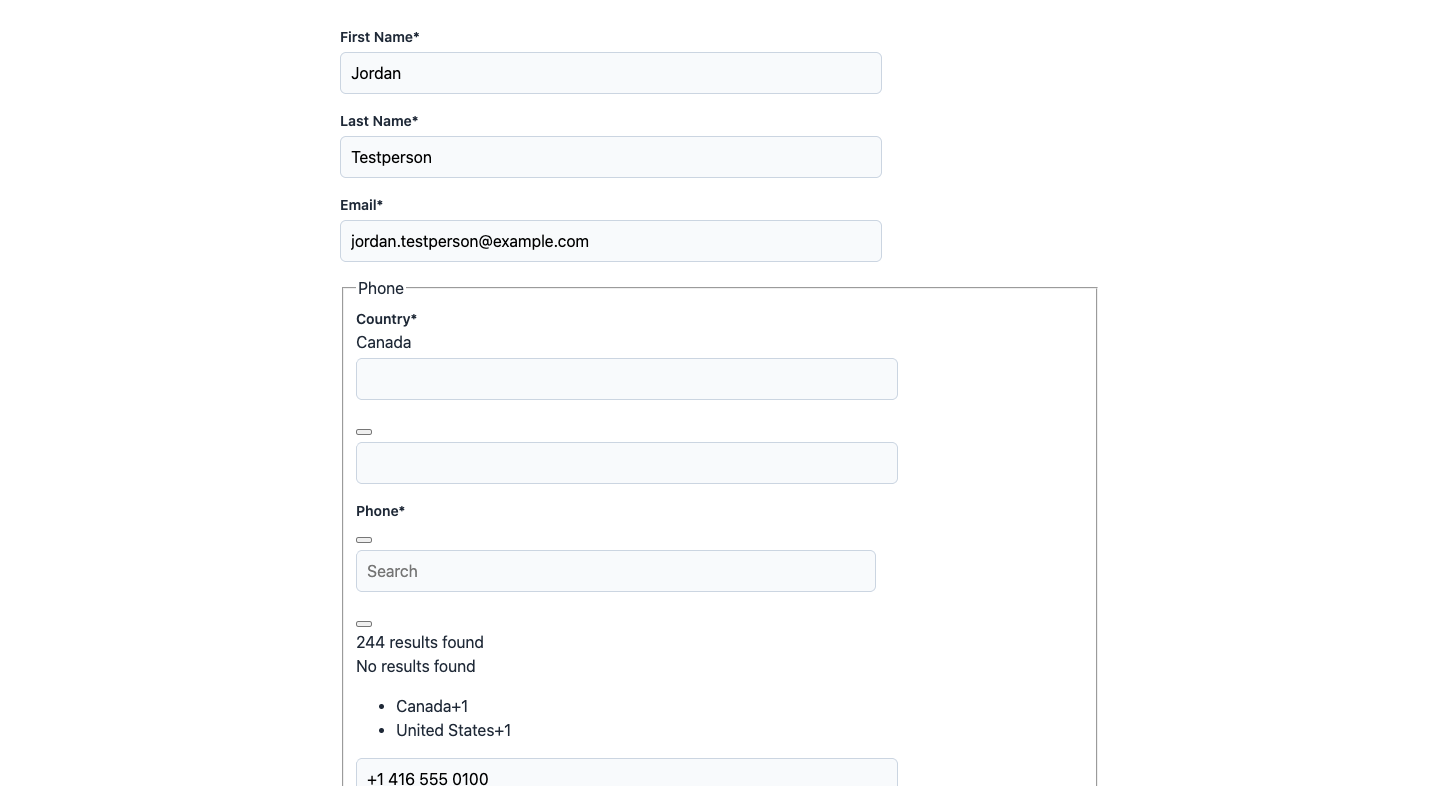 First Name*
Jordan
Last Name*
Testperson
Email*
jordan.testperson@example.com
Phone
Country*
Canada
Phone*
Search
244 results found
No results found
Canada+1
United States+1
+1 416 555 0100